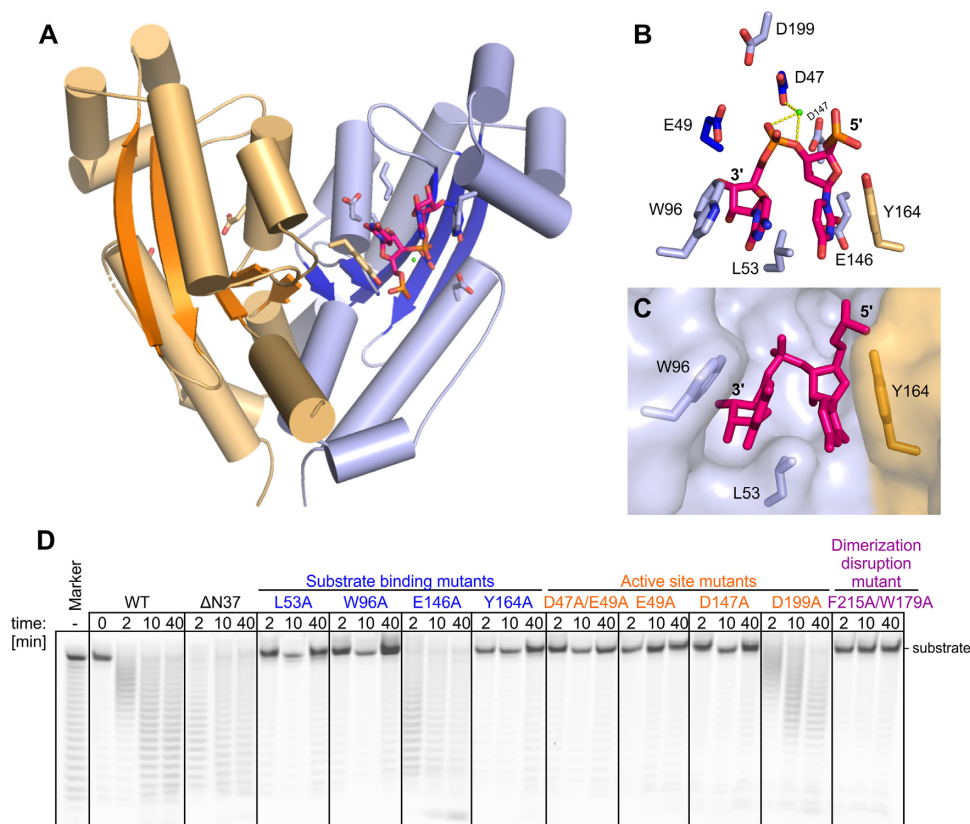 A
B
D199
D47
D147
5'
E49
3'
W96
Y164
L53
E146
C
5'
W96
3'
Y164
L53
D
Marker
WT
ΔN37
Substrate binding mutants
L53A
W96A
E146A
Y164A
Active site mutants
D47A/E49A
E49A
D147A
D199A
Dimerization
disruption
mutant
F215A/W179A
time: - 0 2 10 40 2 10 40 2 10 40 2 10 40 2 10 40 2 10 40 2 10 40 2 10 40 2 10 40 2 10 40 2 10 40
[min]
substrate